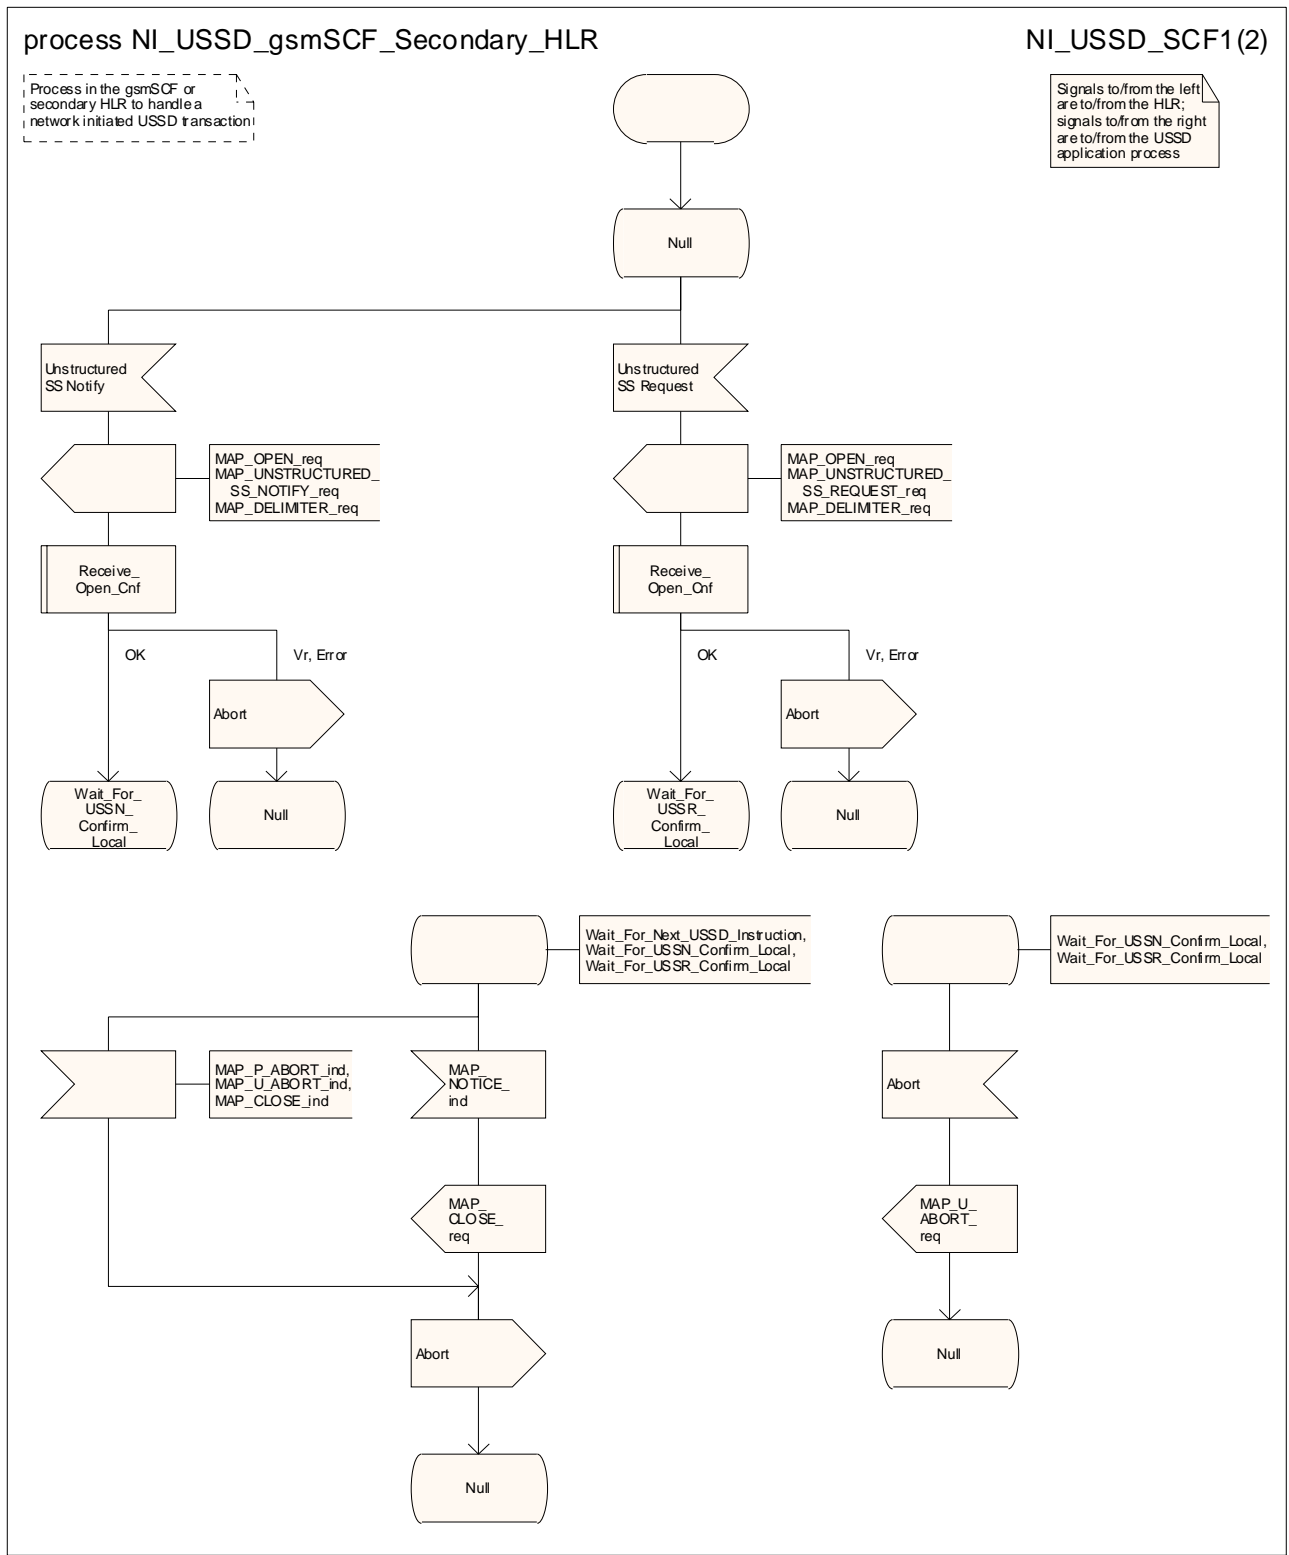 process NI_USSD_gsmSCF_Secondary_HLR
NI_USSD_SCF1(2)
Process in the gsmSCF or
secondary HLR to handle a
network initiated USSD transaction
Signals to/from the left
are to/from the HLR;
signals to/from the right
are to/from the USSD
application process
Null
Unstructured
SS Notify
Unstructured
SS Request
MAP_OPEN_req
MAP_UNSTRUCTURED_
SS_NOTIFY_req
MAP_DELIMITER_req
MAP_OPEN_req
MAP_UNSTRUCTURED_
SS_REQUEST_req
MAP_DELIMITER_req
Receive_
Open_Cnf
Receive_
Open_Cnf
OK
Vr, Error
OK
Vr, Error
Abort
Abort
Wait_For_
USSN_
Confirm_
Local
Null
Wait_For_
USSR_
Confirm_
Local
Null
Wait_For_Next_USSD_Instruction,
Wait_For_USSN_Confirm_Local,
Wait_For_USSR_Confirm_Local
Wait_For_USSN_Confirm_Local,
Wait_For_USSR_Confirm_Local
MAP_P_ABORT_ind,
MAP_U_ABORT_ind,
MAP_CLOSE_ind
MAP_
NOTICE_
ind
Abort
MAP_
CLOSE_
req
MAP_U_
ABORT_
req
Abort
Null
Null